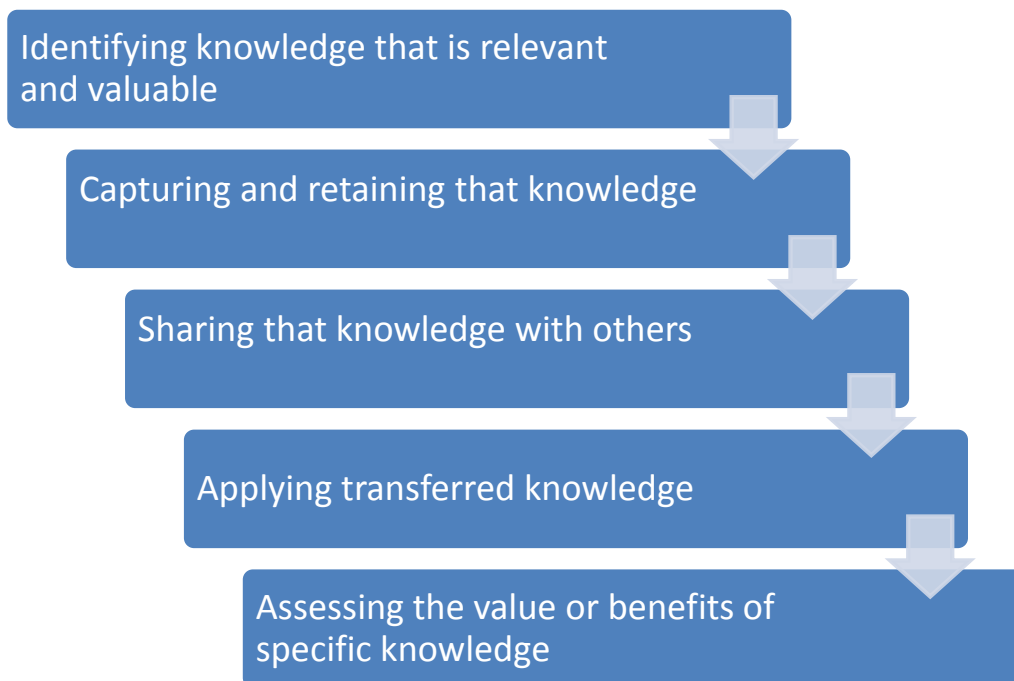 Identifying knowledge that is relevant
and valuable
Capturing and retaining that knowledge
Sharing that knowledge with others
Applying transferred knowledge
Assessing the value or benefits of
specific knowledge